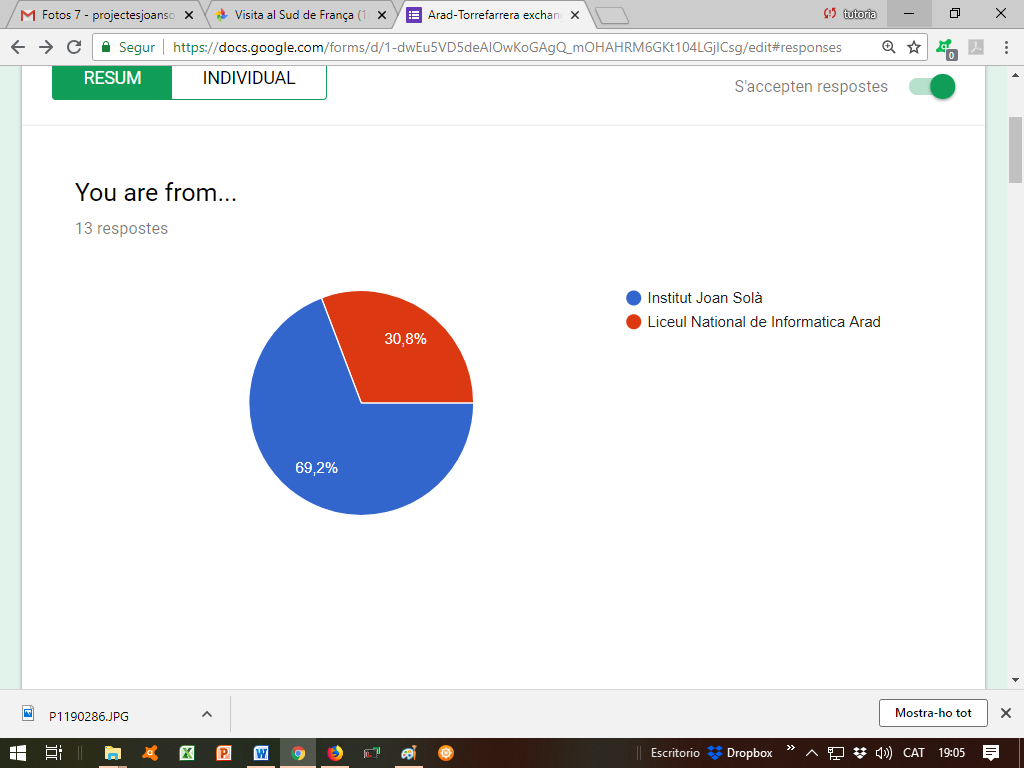 Fotos 7 - projectesjoanso
Visita al Sud de França (1
Arad-Torrefarrera exchan
tutoria
Segur
https://docs.google.com/forms/d/1-dwEu5VD5deAIOwKoGAgQ_mOHAHRM6GKt104LGjlCsg/edit#responses
0
RESUM
INDIVIDUAL
S'accepten respostes
You are from...
13 respostes
Institut Joan Solà
Liceul National de Informatica Arad
30,8%
69,2%
P1190286.JPG
Mostra-ho tot
Escritorio
Dropbox
CAT
19:05